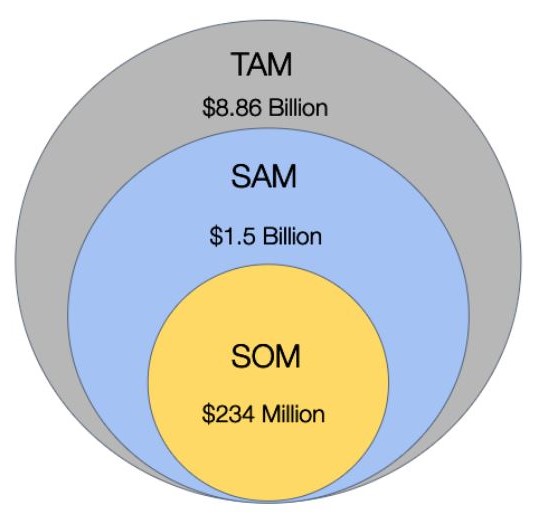 TAM
$8.86 Billion
SAM
$1.5 Billion
SOM
$234 Million